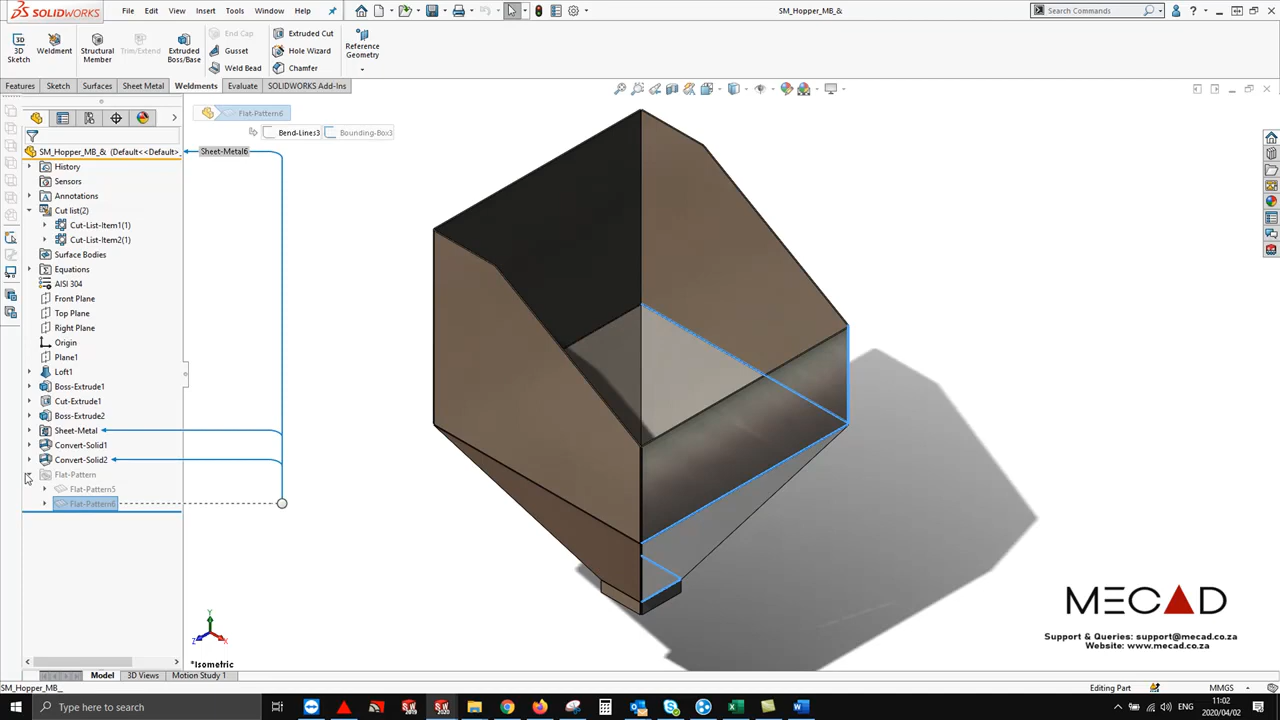 SOLIDWORKS
File Edit View Insert Tools Window Help
SM_Hopper_MB_&
Search Commands
3D Sketch
Weldment
Structural Member
Trim/Extend
Extruded Boss/Base
End Cap
Gusset
Weld Bead
Extruded Cut
Hole Wizard
Chamfer
Reference Geometry
Features Sketch Surfaces Sheet Metal Weldments Evaluate SOLIDWORKS Add-Ins
Flat-Pattern6
Bend-Lines3 Bounding-Box3
SM_Hopper_MB_& (Default<<Default>_
Sheet-Metal6
History
Sensors
Annotations
Cut list(2)
Cut-List-Item1(1)
Cut-List-Item2(1)
Surface Bodies
Equations
AISI 304
Front Plane
Top Plane
Right Plane
Origin
Plane1
Loft1
Boss-Extrude1
Cut-Extrude1
Boss-Extrude2
Sheet-Metal
Convert-Solid1
Convert-Solid2
Flat-Pattern
Flat-Pattern5
Flat-Pattern6
Y
Z
X
*Isometric
MECAD
Support & Queries: support@mecad.co.za
Website: www.mecad.co.za
Model 3D Views Motion Study 1
SM_Hopper_MB_
Editing Part
MMGS
Type here to search
ENG
11:02
2020/04/02